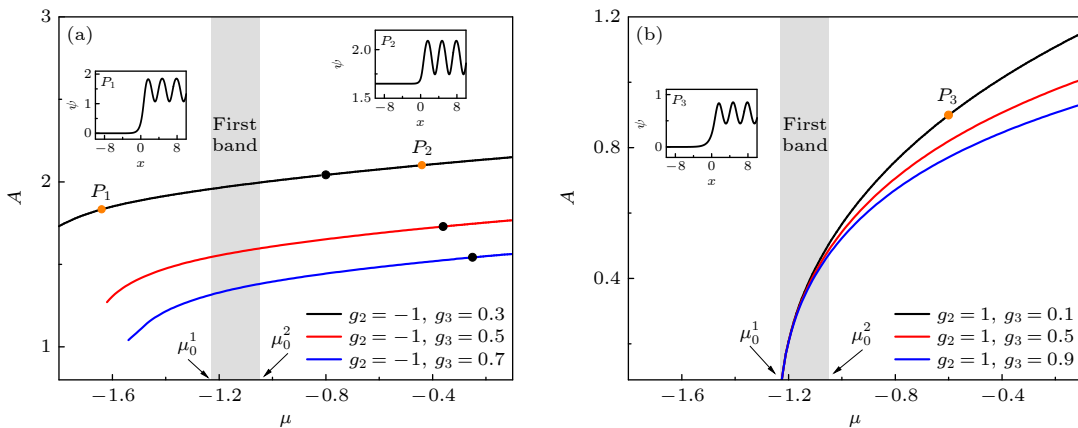 (a)
3
2
1
A
−1.6
−1.2
−0.8
−0.4
μ
P₁
2
1
0
ψ
−8
0
8
x
P₂
2.0
1.5
ψ
−8
0
8
x
First
band
P₁
P₂
μ₀¹
μ₀²
g₂ = −1, g₃ = 0.3
g₂ = −1, g₃ = 0.5
g₂ = −1, g₃ = 0.7
(b)
1.2
0.8
0.4
A
−1.6
−1.2
−0.8
−0.4
μ
P₃
1
0
ψ
−8
0
8
x
First
band
P₃
μ₀¹
μ₀²
g₂ = 1, g₃ = 0.1
g₂ = 1, g₃ = 0.5
g₂ = 1, g₃ = 0.9